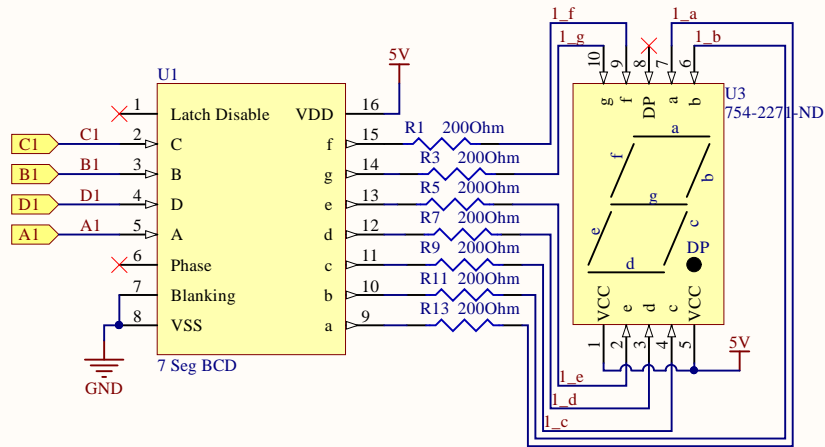 1_f
1_a
1_g
1_b
U1
5V
10
9
8
7
6
U3
754-2271-ND
g
f
DP
a
b
1
Latch Disable
VDD
16
C1
C1
2
C
f
15
R1
200Ohm
B1
B1
3
B
g
14
R3
200Ohm
D1
D1
4
D
e
13
R5
200Ohm
A1
A1
5
A
d
12
R7
200Ohm
6
Phase
c
11
R9
200Ohm
7
Blanking
b
10
R11
200Ohm
8
VSS
a
9
R13
200Ohm
a
f
b
g
e
c
d
DP
VCC
e
d
c
VCC
1
2
3
4
5
5V
GND
7 Seg BCD
1_e
1_d
1_c